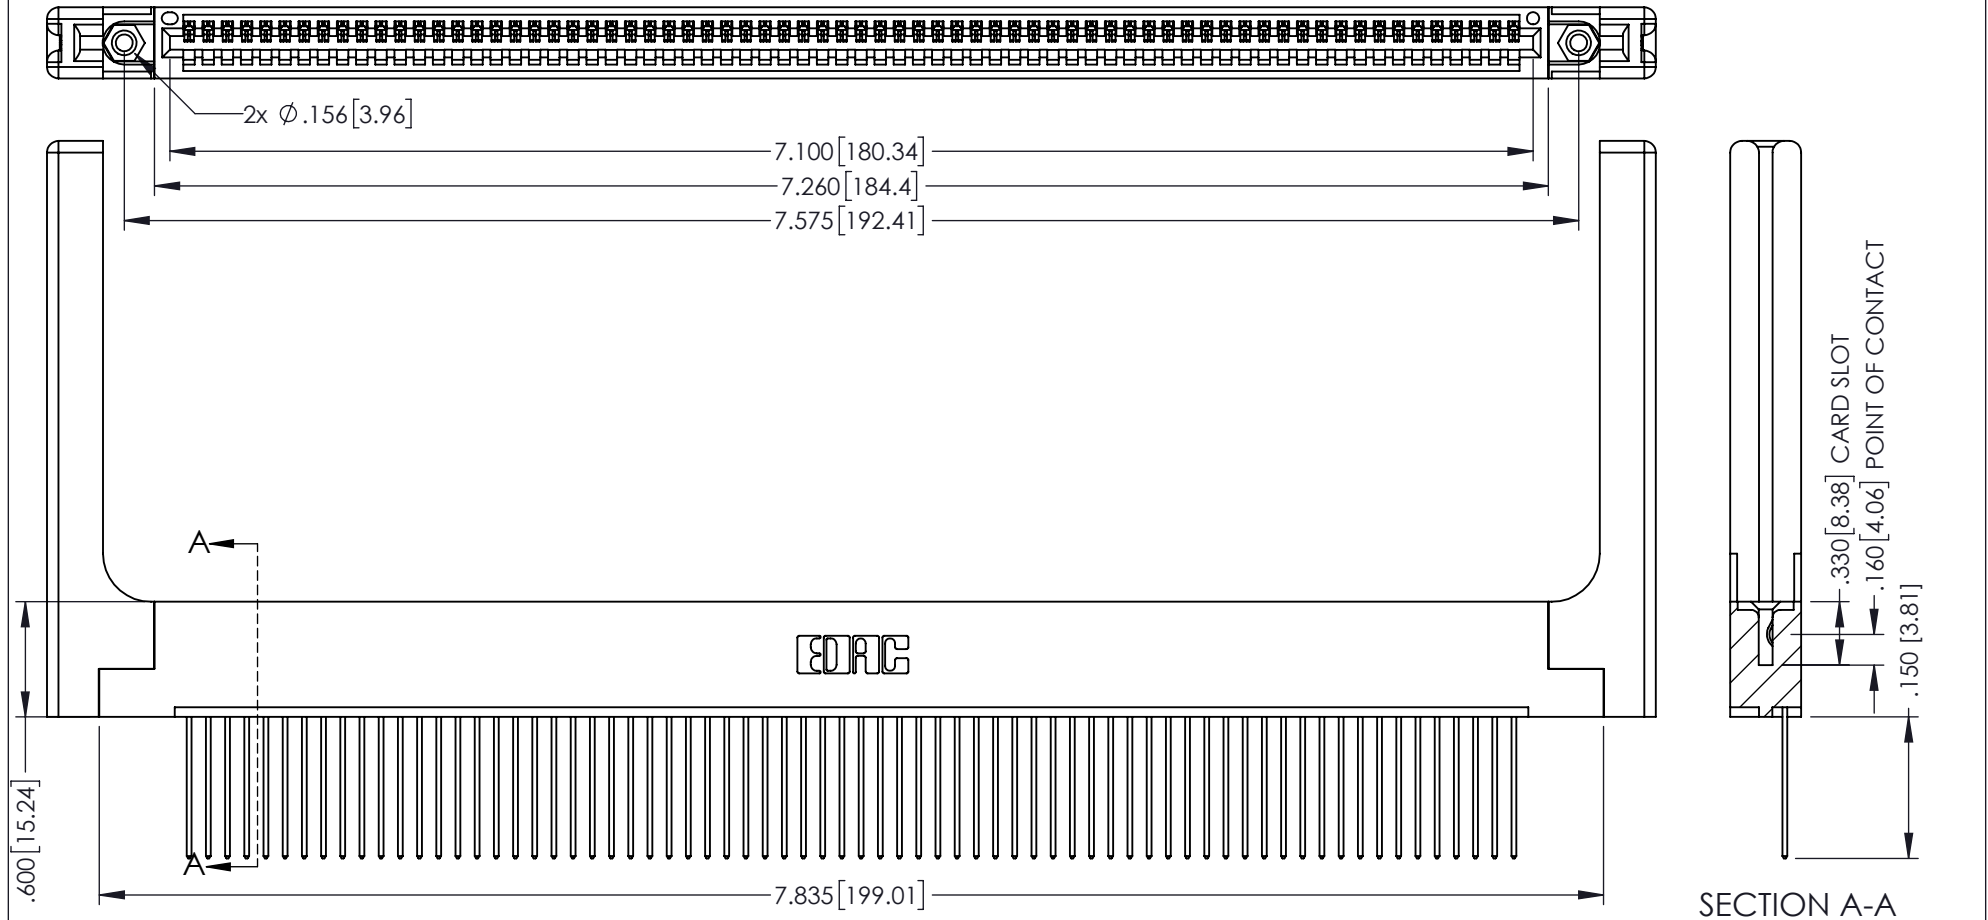 2x Ø.156[3.96]
7.100[180.34]
7.260[184.4]
7.575[192.41]
A
A
EDAC
.600[15.24]
7.835[199.01]
.330[8.38] CARD SLOT
.160[4.06] POINT OF CONTACT
.150 [3.81]
SECTION A-A